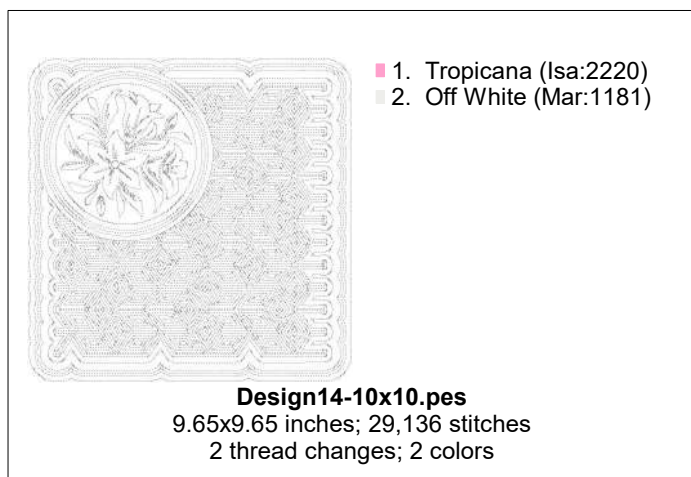 1. Tropicana (Isa:2220)
2. Off White (Mar:1181)
Design14-10x10.pes
9.65x9.65 inches; 29,136 stitches
2 thread changes; 2 colors